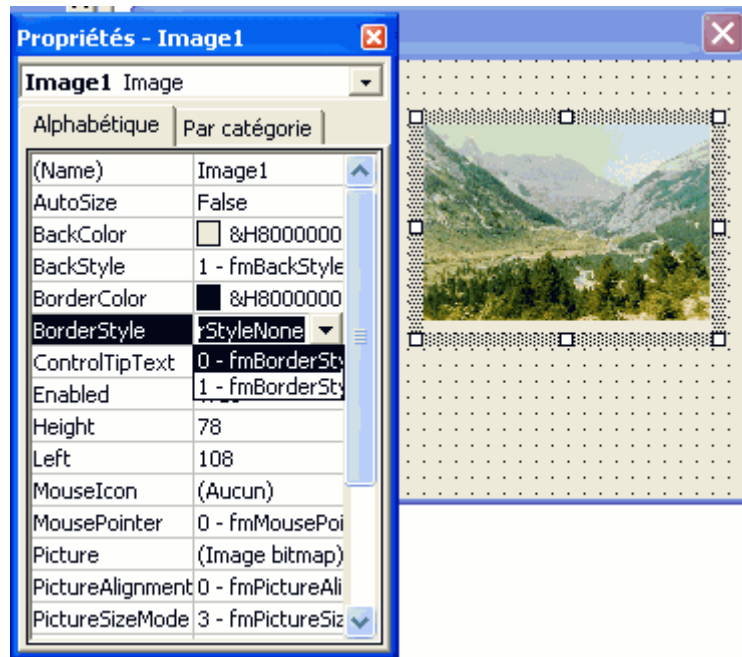 Propriétés - Image1
Image1 Image
Alphabétique Par catégorie
(Name) Image1
AutoSize False
BackColor &H8000000
BackStyle 1 - fmBackStyle
BorderColor &H8000000
BorderStyle rStyleNone
ControlTipText 0 - fmBorderSty
Enabled 1 - fmBorderSty
Height 78
Left 108
MouseIcon (Aucun)
MousePointer 0 - fmMousePoi
Picture (Image bitmap)
PictureAlignment 0 - fmPictureAli
PictureSizeMode 3 - fmPictureSiz